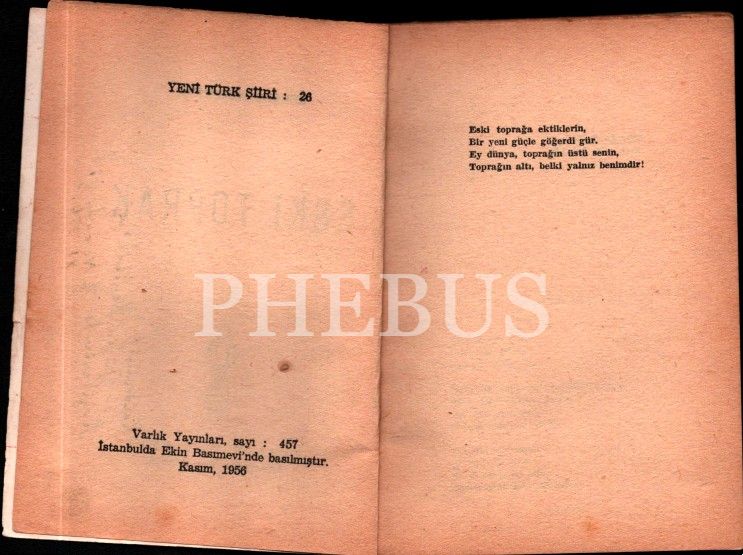 YENİ TÜRK ŞİİRİ : 26
Varlık Yayınları, sayı : 457
İstanbulda Ekin Basımevi'nde basılmıştır.
Kasım, 1956
Eski toprağa ektiklerin,
Bir yeni güçle göğerdi gür.
Ey dünya, toprağın üstü senin,
Toprağın altı, belki yalnız benimdir!
PHEBUS